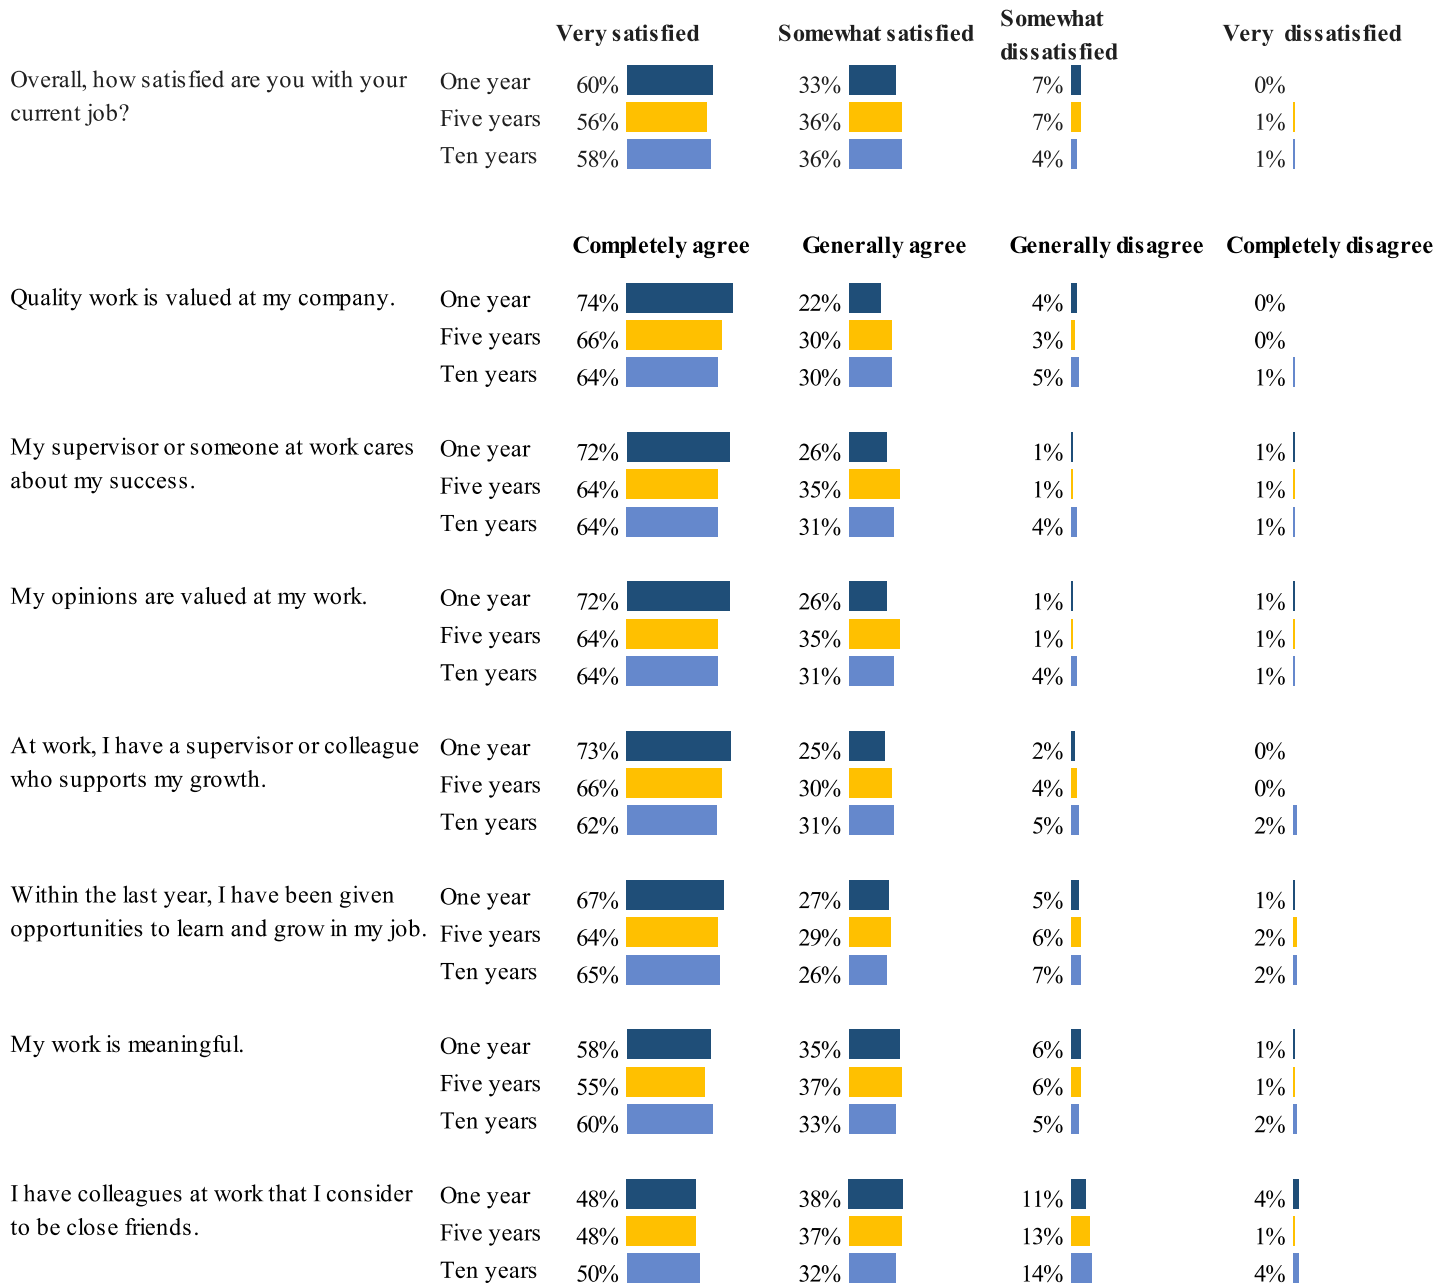 Very satisfied Somewhat satisfied Somewhat dissatisfied Very dissatisfied
Overall, how satisfied are you with your current job?
One year 60% 33% 7% 0%
Five years 56% 36% 7% 1%
Ten years 58% 36% 4% 1%
Completely agree Generally agree Generally disagree Completely disagree
Quality work is valued at my company.
One year 74% 22% 4% 0%
Five years 66% 30% 3% 0%
Ten years 64% 30% 5% 1%
My supervisor or someone at work cares about my success.
One year 72% 26% 1% 1%
Five years 64% 35% 1% 1%
Ten years 64% 31% 4% 1%
My opinions are valued at my work.
One year 72% 26% 1% 1%
Five years 64% 35% 1% 1%
Ten years 64% 31% 4% 1%
At work, I have a supervisor or colleague who supports my growth.
One year 73% 25% 2% 0%
Five years 66% 30% 4% 0%
Ten years 62% 31% 5% 2%
Within the last year, I have been given opportunities to learn and grow in my job.
One year 67% 27% 5% 1%
Five years 64% 29% 6% 2%
Ten years 65% 26% 7% 2%
My work is meaningful.
One year 58% 35% 6% 1%
Five years 55% 37% 6% 1%
Ten years 60% 33% 5% 2%
I have colleagues at work that I consider to be close friends.
One year 48% 38% 11% 4%
Five years 48% 37% 13% 1%
Ten years 50% 32% 14% 4%